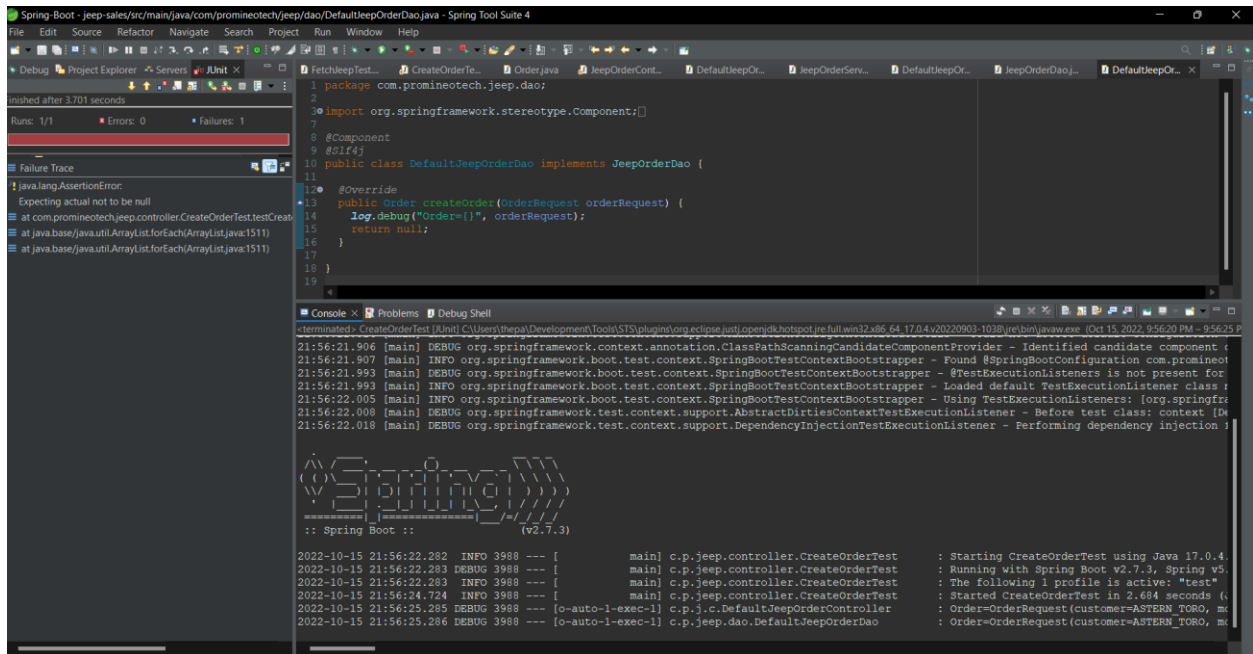 Spring-Boot - jeep-sales/src/main/java/com/promineotech/jeep/dao/DefaultJeepOrderDao.java - Spring Tool Suite 4
File Edit Source Refactor Navigate Search Project Run Window Help
Debug Project Explorer Servers JUnit
FetchJeepTest... CreateOrderTe... Order.java JeepOrderCont... DefaultJeepOr... JeepOrderServ... DefaultJeepOr... JeepOrderDao.j... DefaultJeepOr...
Finished after 3.701 seconds
Runs: 1/1 Errors: 0 Failures: 1
Failure Trace
java.lang.AssertionError:
Expecting actual not to be null
at com.promineotech.jeep.controller.CreateOrderTest.testCreat
at java.base/java.util.ArrayList.forEach(ArrayList.java:1511)
at java.base/java.util.ArrayList.forEach(ArrayList.java:1511)
1 package com.promineotech.jeep.dao;
2
3 import org.springframework.stereotype.Component;
7
8 @Component
9 @Slf4j
10 public class DefaultJeepOrderDao implements JeepOrderDao {
11
12 @Override
13 public Order createOrder(OrderRequest orderRequest) {
14 log.debug("Order={}", orderRequest);
15 return null;
16 }
17
18 }
19
Console Problems Debug Shell
<terminated> CreateOrderTest [JUnit] C:\Users\thepa\Development\Tools\STS\plugins\org.eclipse.justj.openjdk.hotspot.jre.full.win32.x86_64_17.0.4.v20220903-1038\jre\bin\javaw.exe (Oct 15, 2022, 9:56:20 PM – 9:56:25 P
21:56:21.906 [main] DEBUG org.springframework.context.annotation.ClassPathScanningCandidateComponentProvider - Identified candidate component c
21:56:21.907 [main] INFO org.springframework.boot.test.context.SpringBootTestContextBootstrapper - Found @SpringBootConfiguration com.promineot
21:56:21.993 [main] DEBUG org.springframework.boot.test.context.SpringBootTestContextBootstrapper - @TestExecutionListeners is not present for
21:56:21.993 [main] INFO org.springframework.boot.test.context.SpringBootTestContextBootstrapper - Loaded default TestExecutionListener class n
21:56:22.005 [main] INFO org.springframework.boot.test.context.SpringBootTestContextBootstrapper - Using TestExecutionListeners: [org.springfra
21:56:22.008 [main] DEBUG org.springframework.test.context.support.AbstractDirtiesContextTestExecutionListener - Before test class: context [De
21:56:22.018 [main] DEBUG org.springframework.test.context.support.DependencyInjectionTestExecutionListener - Performing dependency injection
Spring
:: Spring Boot :: (v2.7.3)
2022-10-15 21:56:22.282 INFO 3988 --- [ main] c.p.jeep.controller.CreateOrderTest : Starting CreateOrderTest using Java 17.0.4.
2022-10-15 21:56:22.283 DEBUG 3988 --- [ main] c.p.jeep.controller.CreateOrderTest : Running with Spring Boot v2.7.3, Spring v5.
2022-10-15 21:56:22.283 INFO 3988 --- [ main] c.p.jeep.controller.CreateOrderTest : The following 1 profile is active: "test"
2022-10-15 21:56:24.724 INFO 3988 --- [ main] c.p.jeep.controller.CreateOrderTest : Started CreateOrderTest in 2.684 seconds (J
2022-10-15 21:56:25.285 DEBUG 3988 --- [o-auto-1-exec-1] c.p.j.c.DefaultJeepOrderController : Order=OrderRequest(customer=ASTERN_TORO, mo
2022-10-15 21:56:25.286 DEBUG 3988 --- [o-auto-1-exec-1] c.p.jeep.dao.DefaultJeepOrderDao : Order=OrderRequest(customer=ASTERN_TORO, mo